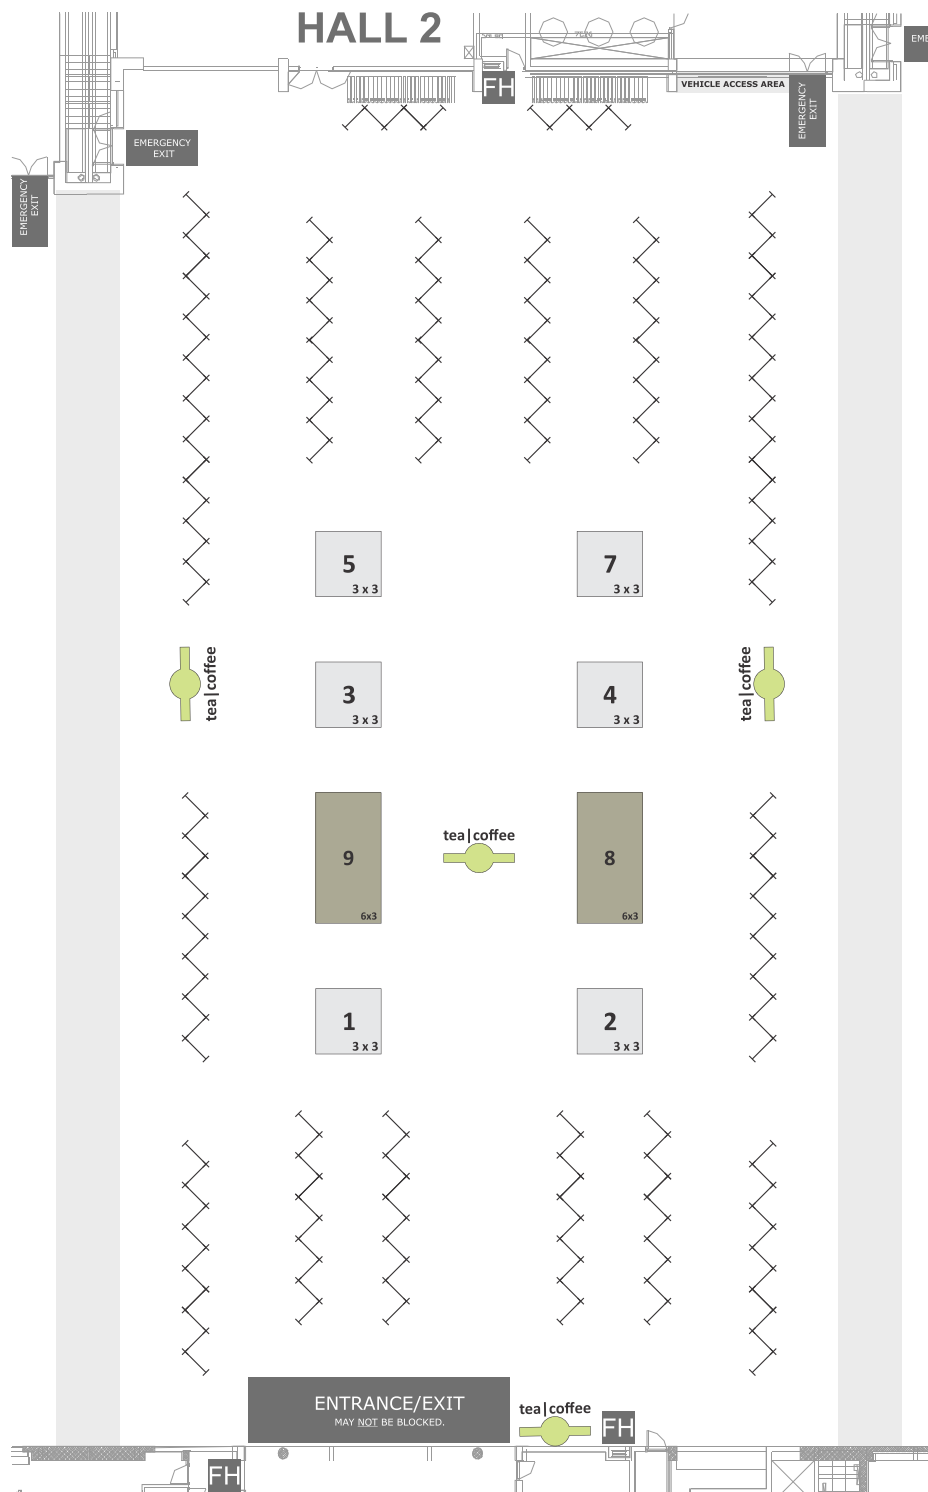 HALL 2
FH
VEHICLE ACCESS AREA
EMERGENCY
EXIT
EMERGENCY
EXIT
EMERGENCY
EXIT
5
3 x 3
7
3 x 3
tea|coffee
3
3 x 3
4
3 x 3
tea|coffee
9
6x3
tea|coffee
8
6x3
1
3 x 3
2
3 x 3
ENTRANCE/EXIT
MAY NOT BE BLOCKED.
tea|coffee
FH
FH